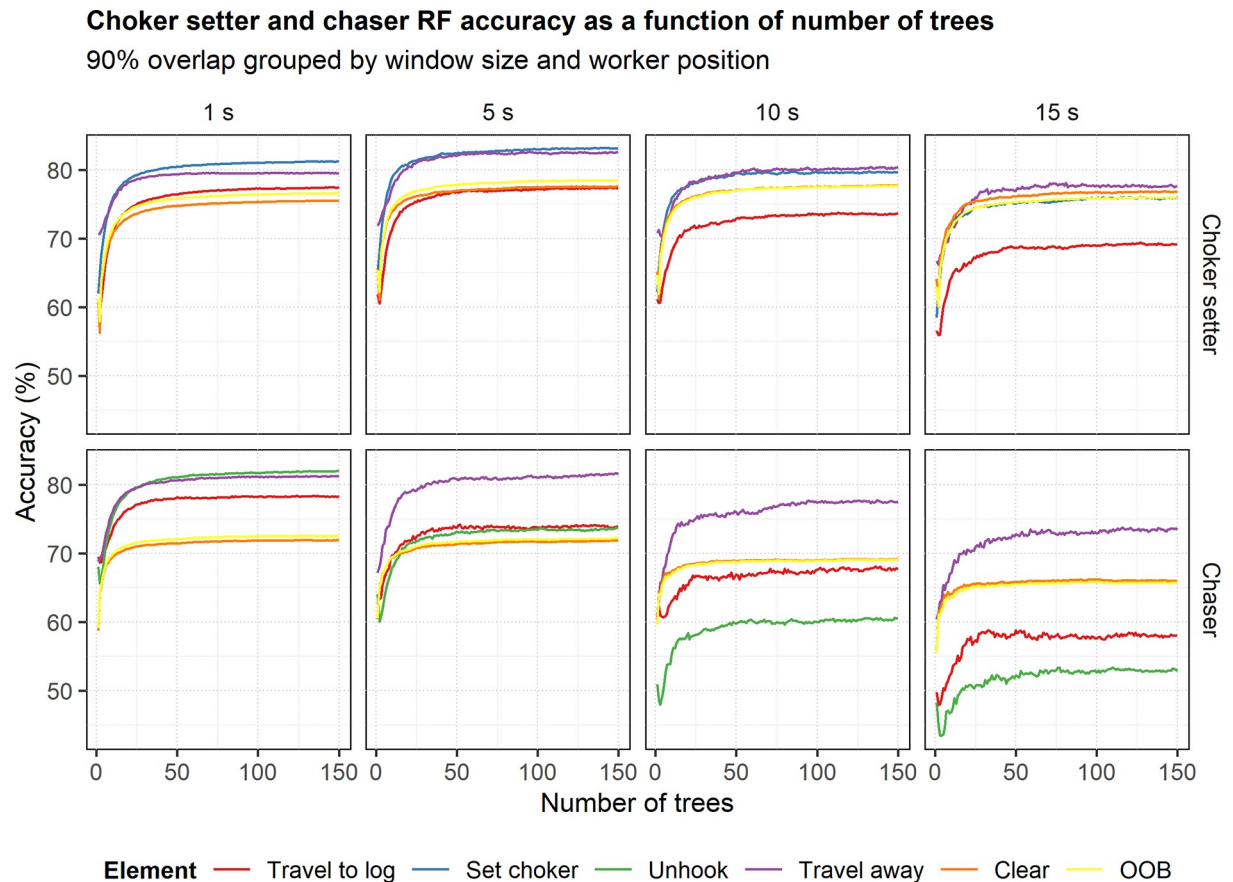 Choker setter and chaser RF accuracy as a function of number of trees
90% overlap grouped by window size and worker position
1 s 5 s 10 s 15 s
80
70
60
50
Choker setter
Accuracy (%)
80
70
60
50
Chaser
0 50 100 150 0 50 100 150 0 50 100 150 0 50 100 150
Number of trees
Element Travel to log Set choker Unhook Travel away Clear OOB